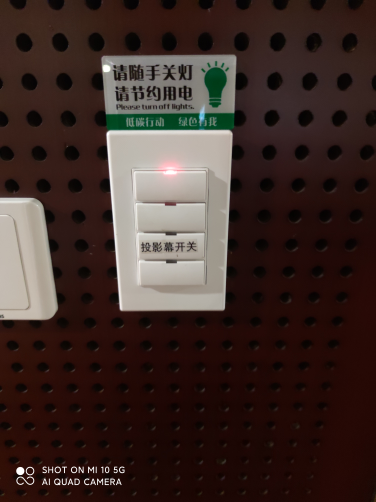 请随手关灯
请节约用电
Please turn off lights.
低碳行动 绿色有我
投影幕开关
SHOT ON MI 10 5G
AI QUAD CAMERA